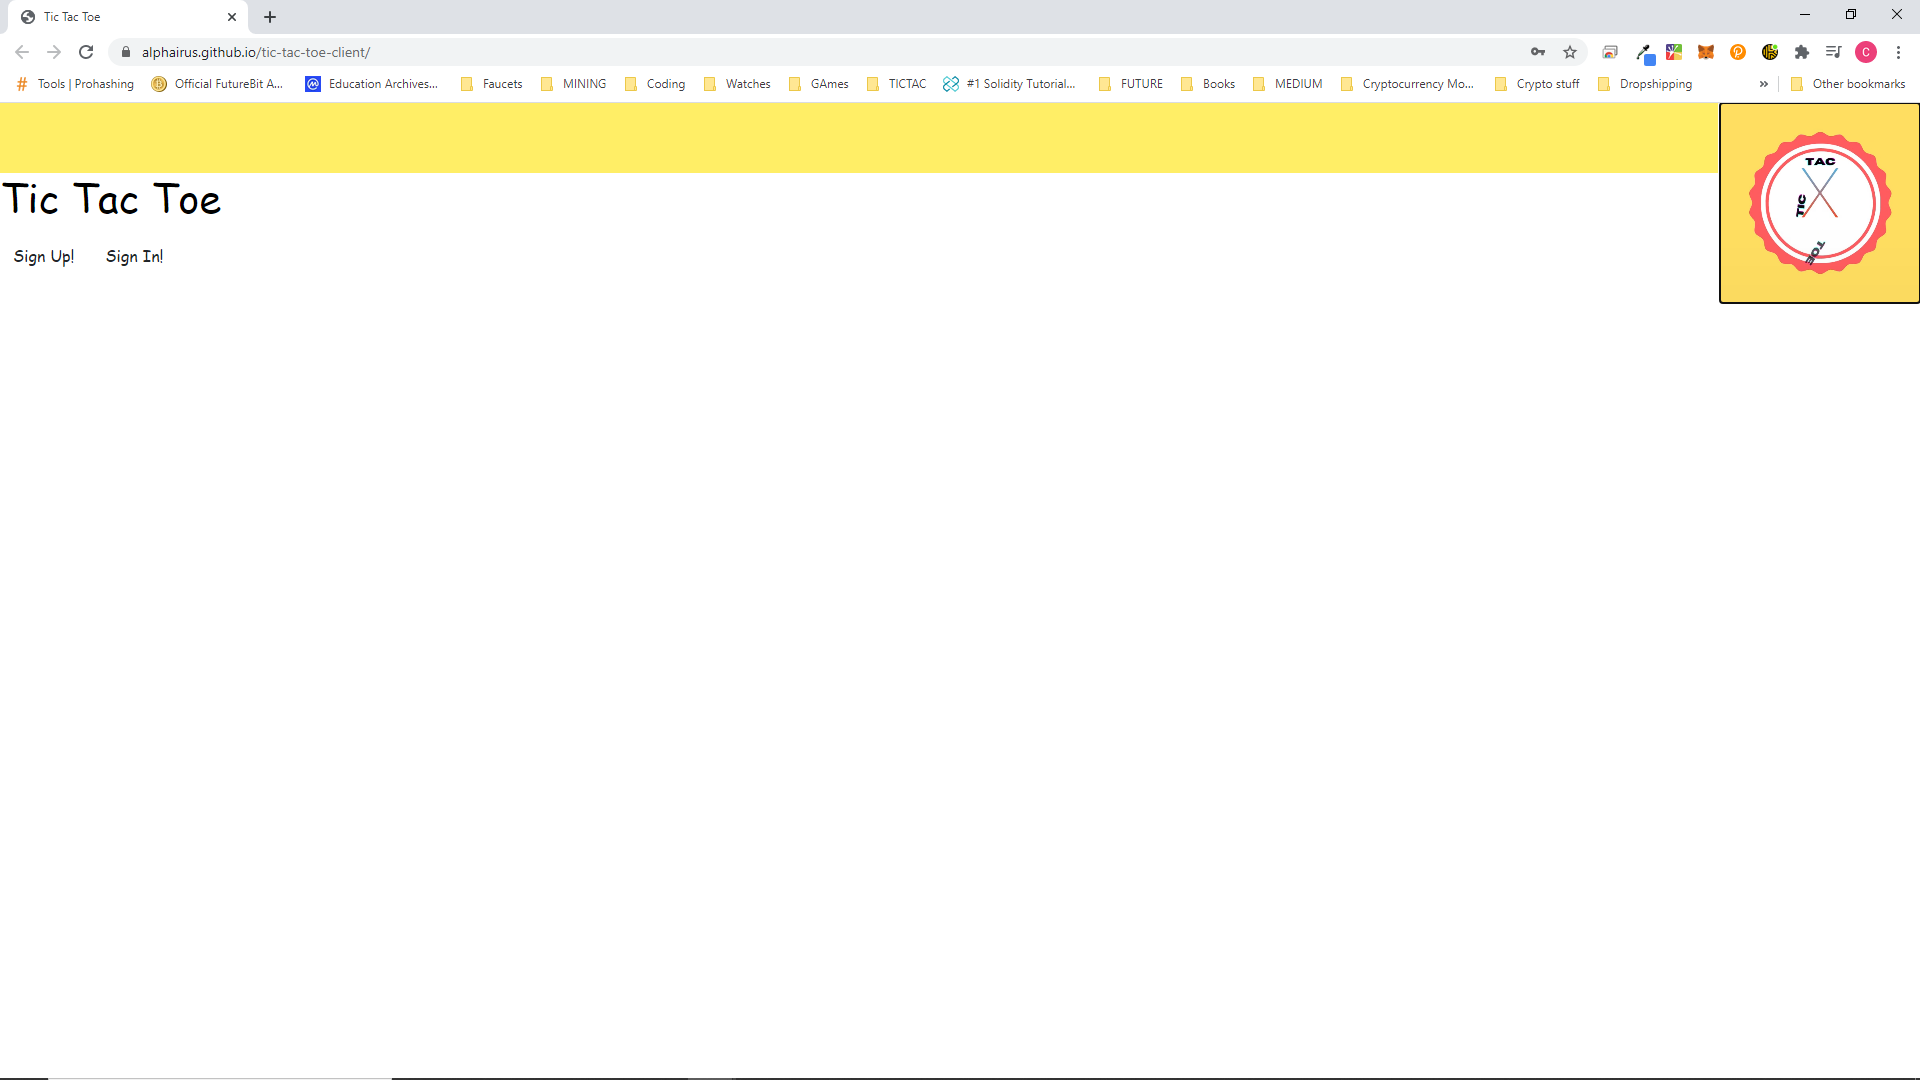 Tic Tac Toe
alphairus.github.io/tic-tac-toe-client/
C
Tools | Prohashing
Official FutureBit A...
Education Archives...
Faucets
MINING
Coding
Watches
GAmes
TICTAC
#1 Solidity Tutorial...
FUTURE
Books
MEDIUM
Cryptocurrency Mo...
Crypto stuff
Dropshipping
»
Other bookmarks
TAC
TIC
TOE
Tic Tac Toe
Sign Up! Sign In!